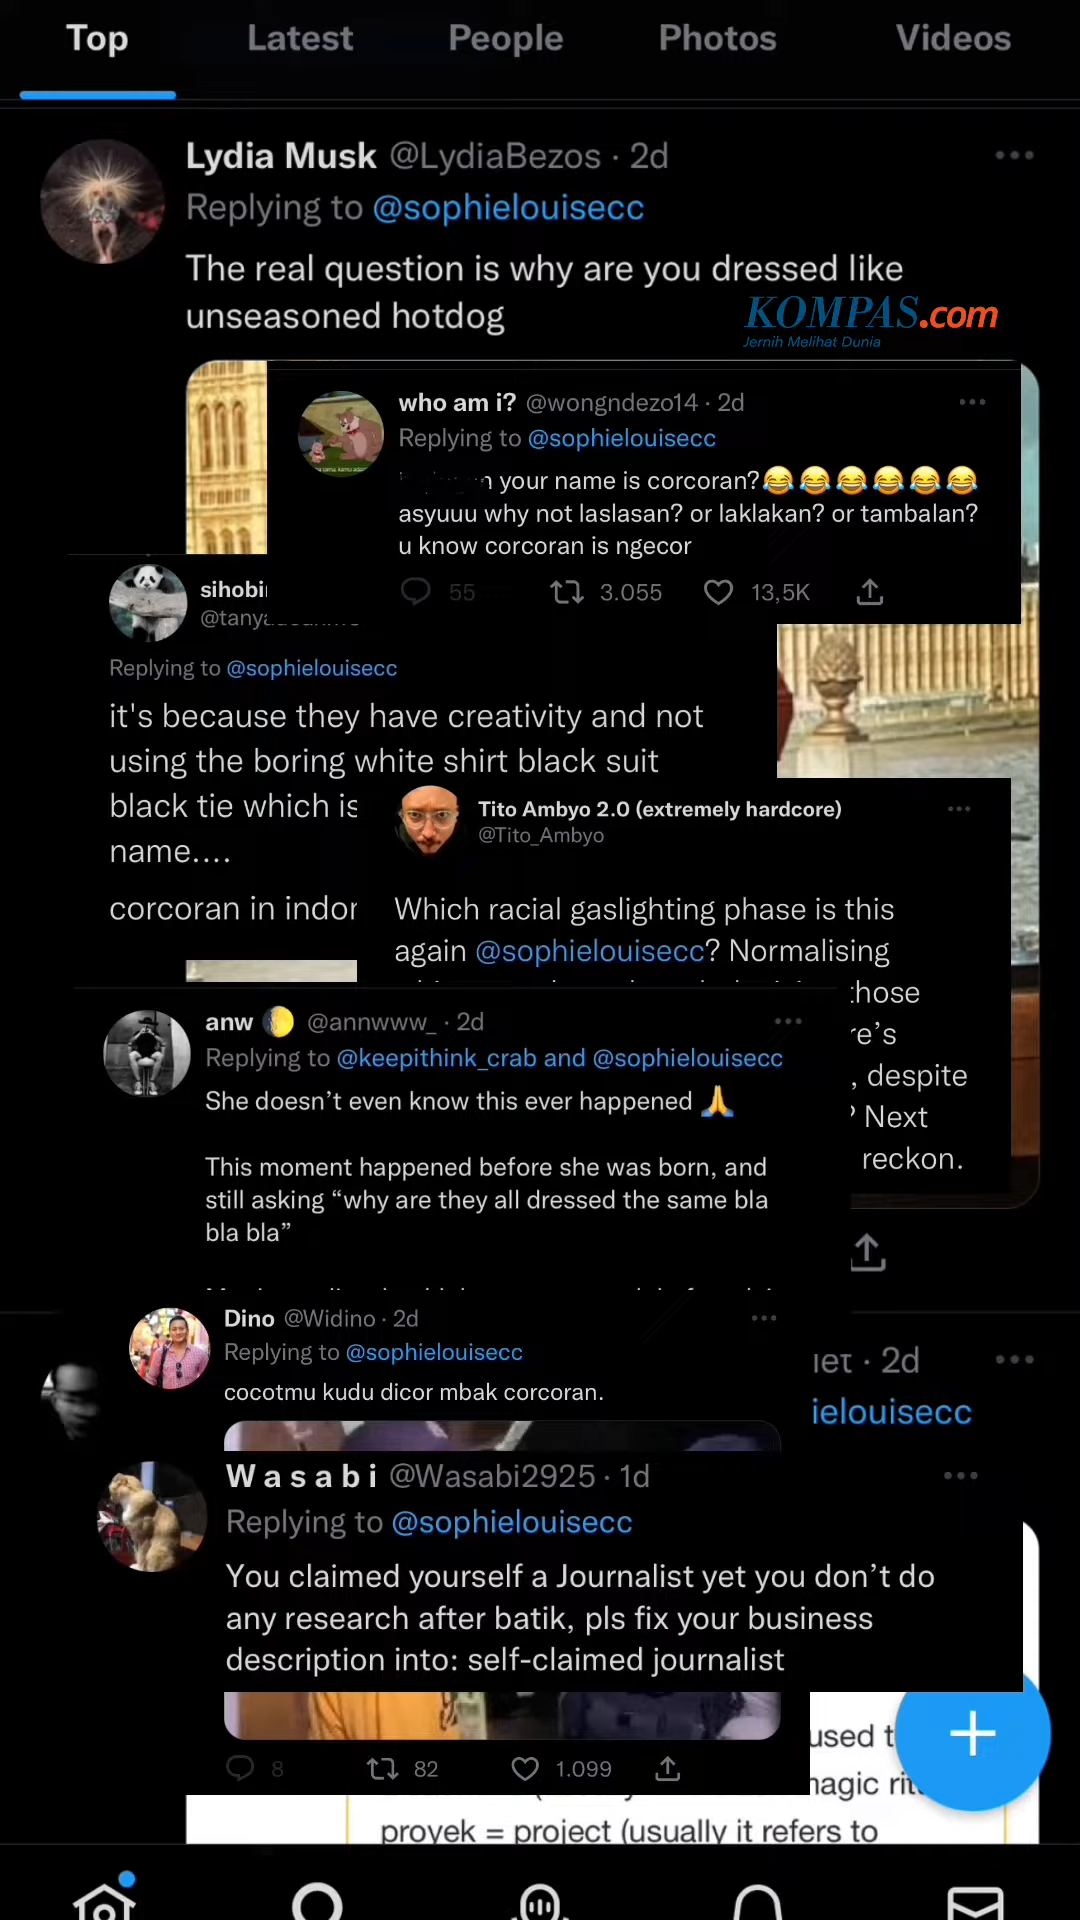 Top Latest People Photos Videos
Lydia Musk @LydiaBezos · 2d
Replying to @sophielouisecc
The real question is why are you dressed like
unseasoned hotdog
KOMPAS.com
Jernih Melihat Dunia
who am i? @wongndezo14 · 2d
Replying to @sophielouisecc
your name is corcoran?😂😂😂😂😂😂
asyuuu why not laslasan? or laklakan? or tambalan?
u know corcoran is ngecor
55 3.055 13,5K
Replying to @sophielouisecc
it's because they have creativity and not
using the boring white shirt black suit
black tie which is
name....
corcoran in
Tito Ambyo 2.0 (extremely hardcore)
@Tito_Ambyo
Which racial gaslighting phase is this
again @sophielouisecc? Normalising
, despite
? Next
reckon.
anw 🌓 @annwww_ · 2d
Replying to @keepithink_crab and @sophielouisecc
She doesn’t even know this ever happened 🙏
This moment happened before she was born, and
still asking “why are they all dressed the same bla
bla bla”
Dino @Widino · 2d
Replying to @sophielouisecc
cocotmu kudu dicor mbak corcoran.
· 2d
ielouisecc
W a s a b i @Wasabi2925 · 1d
Replying to @sophielouisecc
You claimed yourself a Journalist yet you don’t do
any research after batik, pls fix your business
description into: self-claimed journalist
8 82 1.099
used
proyek = project (usually it refers to